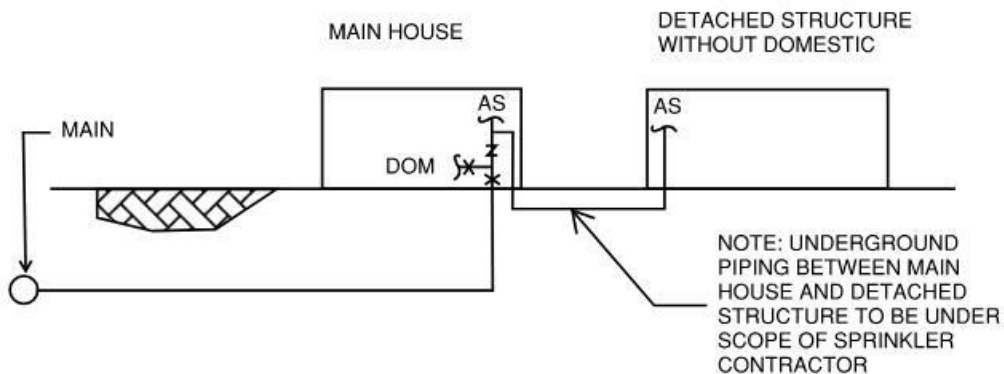 MAIN HOUSE
DETACHED STRUCTURE
WITHOUT DOMESTIC
MAIN
AS
AS
DOM
NOTE: UNDERGROUND
PIPING BETWEEN MAIN
HOUSE AND DETACHED
STRUCTURE TO BE UNDER
SCOPE OF SPRINKLER
CONTRACTOR